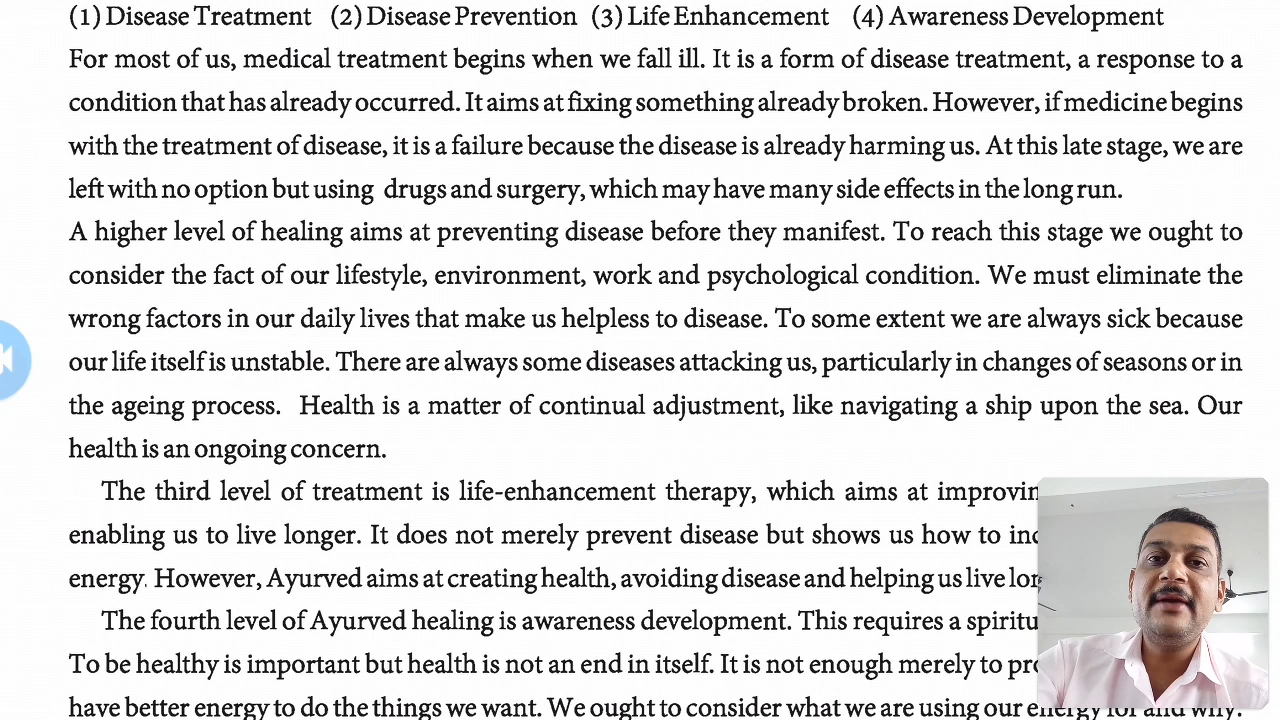 (1) Disease Treatment (2) Disease Prevention (3) Life Enhancement (4) Awareness Development
For most of us, medical treatment begins when we fall ill. It is a form of disease treatment, a response to a
condition that has already occurred. It aims at fixing something already broken. However, if medicine begins
with the treatment of disease, it is a failure because the disease is already harming us. At this late stage, we are
left with no option but using drugs and surgery, which may have many side effects in the long run.
A higher level of healing aims at preventing disease before they manifest. To reach this stage we ought to
consider the fact of our lifestyle, environment, work and psychological condition. We must eliminate the
wrong factors in our daily lives that make us helpless to disease. To some extent we are always sick because
our life itself is unstable. There are always some diseases attacking us, particularly in changes of seasons or in
the ageing process. Health is a matter of continual adjustment, like navigating a ship upon the sea. Our
health is an ongoing concern.
The third level of treatment is life-enhancement therapy, which aims at
enabling us to live longer. It does not merely prevent disease but shows us how to
energy. However, Ayurved aims at creating health, avoiding disease and helping us live
The fourth level of Ayurved healing is awareness development. This requires a
To be healthy is important but health is not an end in itself. It is not enough merely to
have better energy to do the things we want. We ought to consider what we are using our energy for and why.